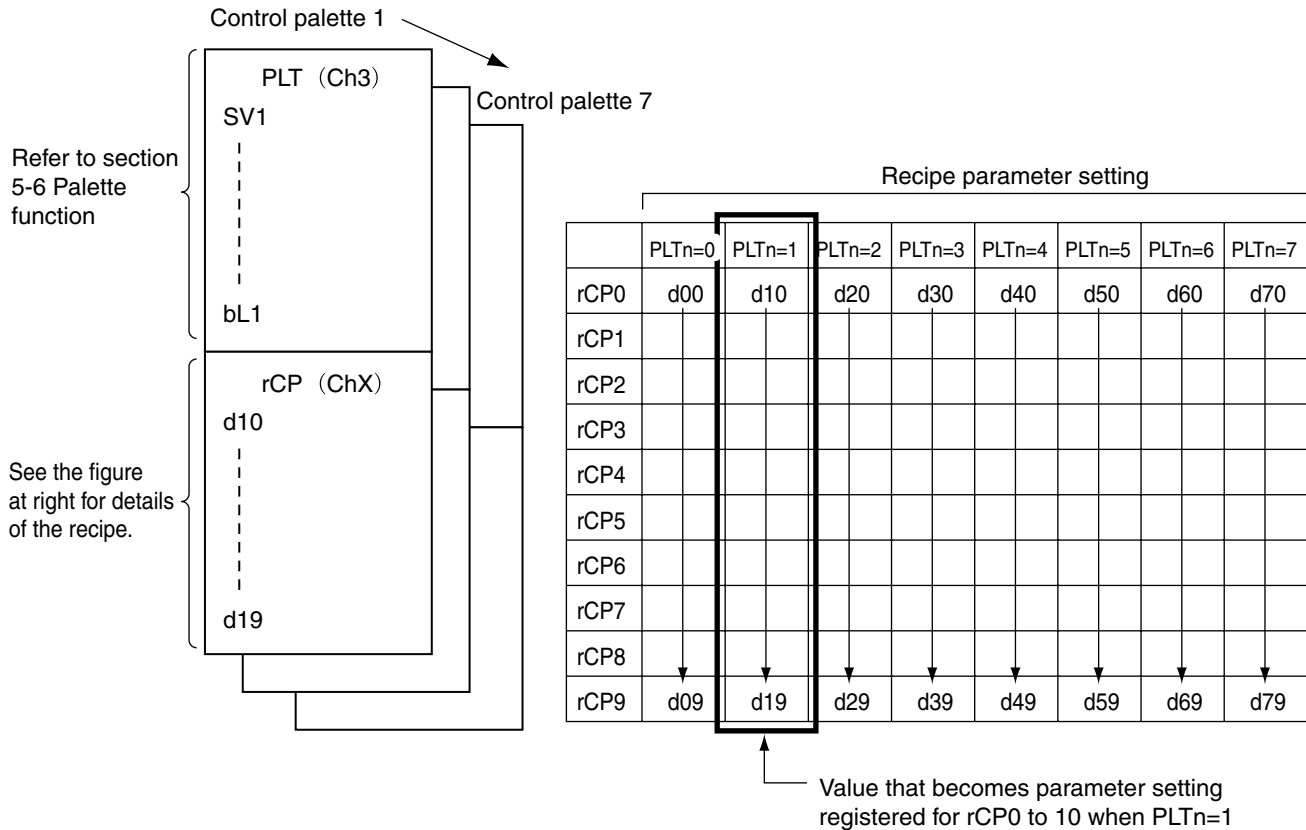 Control palette 1
PLT (Ch3)
SV1
bL1
Refer to section
5-6 Palette
function
rCP (ChX)
d10
d19
See the figure
at right for details
of the recipe.
Control palette 7
Recipe parameter setting
PLTn=0 PLTn=1 PLTn=2 PLTn=3 PLTn=4 PLTn=5 PLTn=6 PLTn=7
rCP0 d00 d10 d20 d30 d40 d50 d60 d70
rCP1
rCP2
rCP3
rCP4
rCP5
rCP6
rCP7
rCP8
rCP9 d09 d19 d29 d39 d49 d59 d69 d79
Value that becomes parameter setting
registered for rCP0 to 10 when PLTn=1